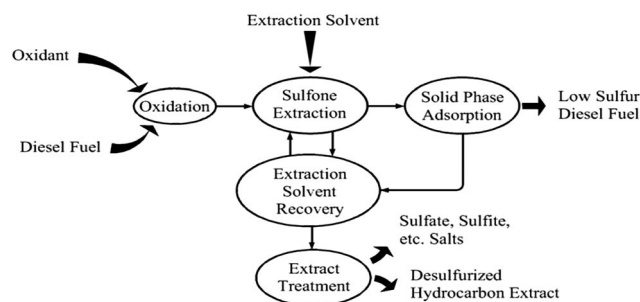 Extraction Solvent
Oxidant
Oxidation
Sulfone
Extraction
Solid Phase
Adsorption
Low Sulfur
Diesel Fuel
Diesel Fuel
Extraction
Solvent
Recovery
Sulfate, Sulfite,
etc. Salts
Extract
Treatment
Desulfurized
Hydrocarbon Extract